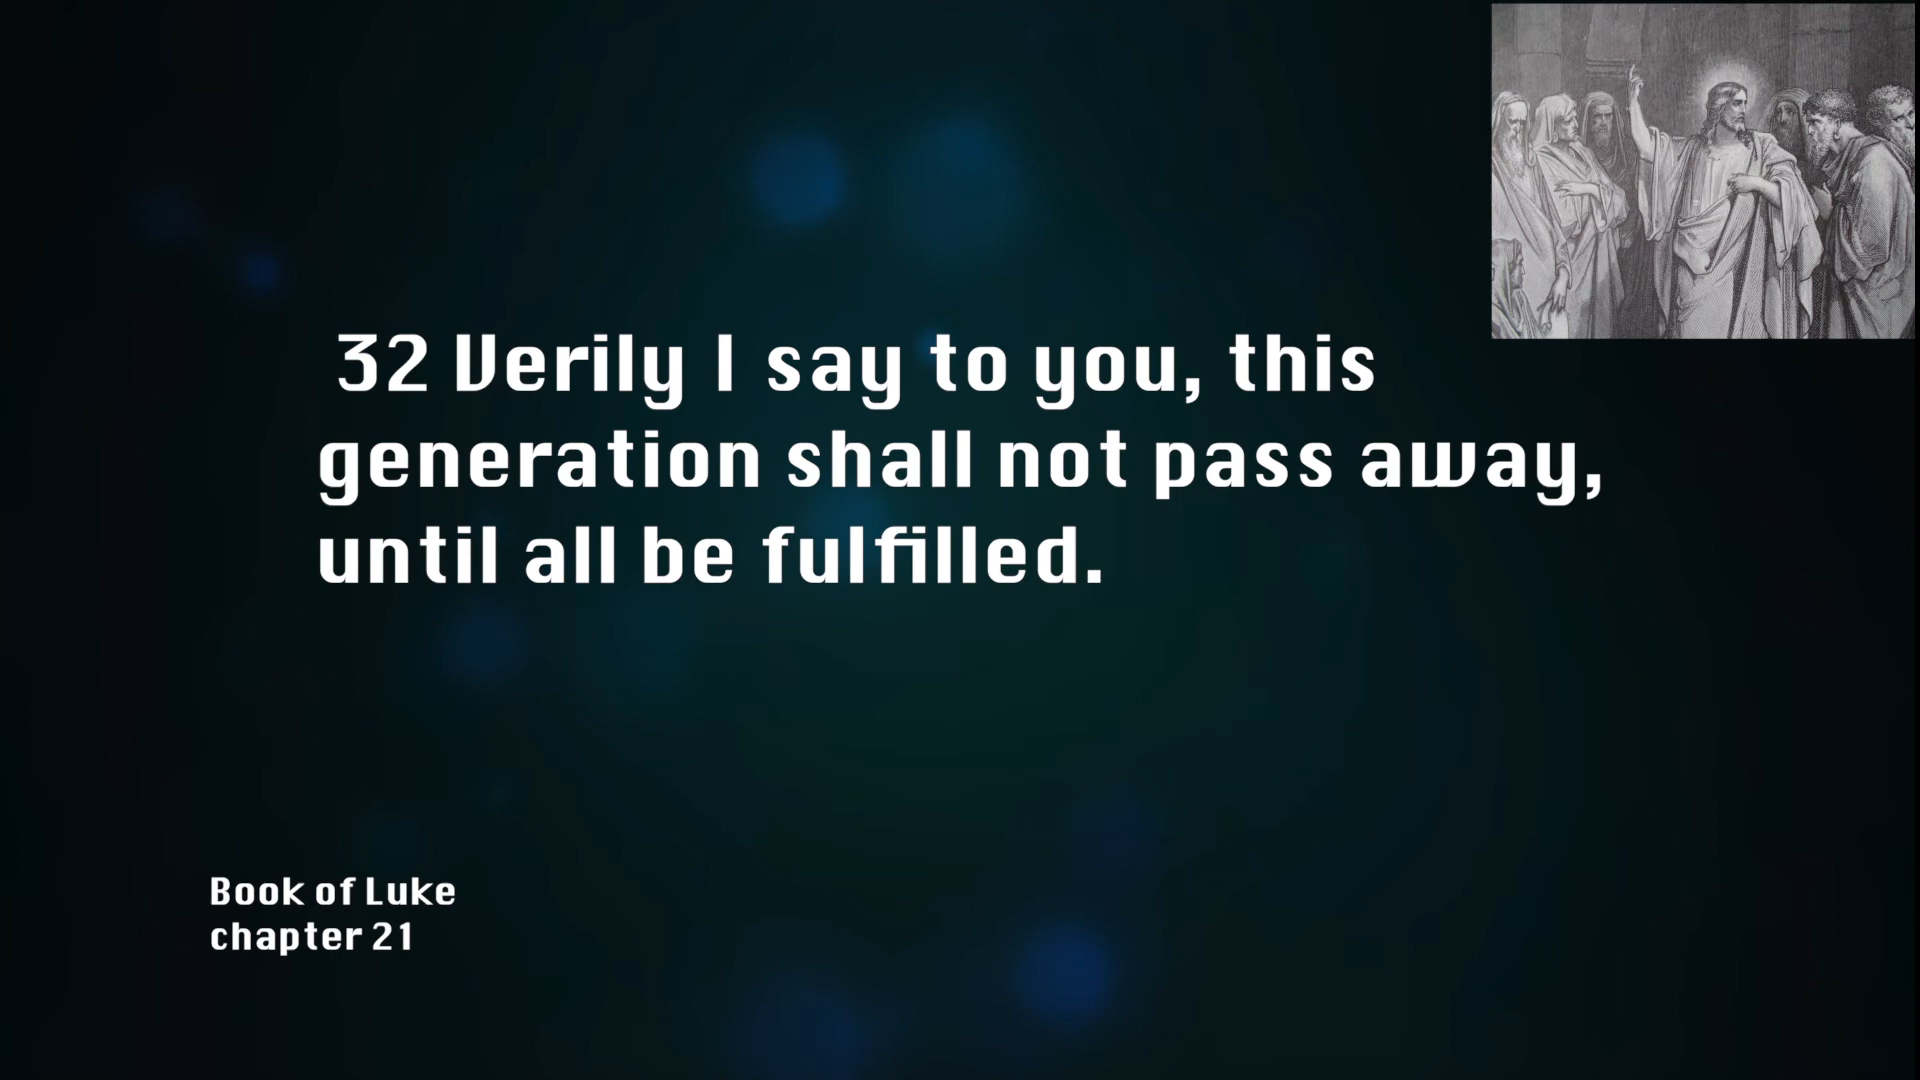 32 Verily I say to you, this
generation shall not pass away,
until all be fulfilled.
Book of Luke
chapter 21